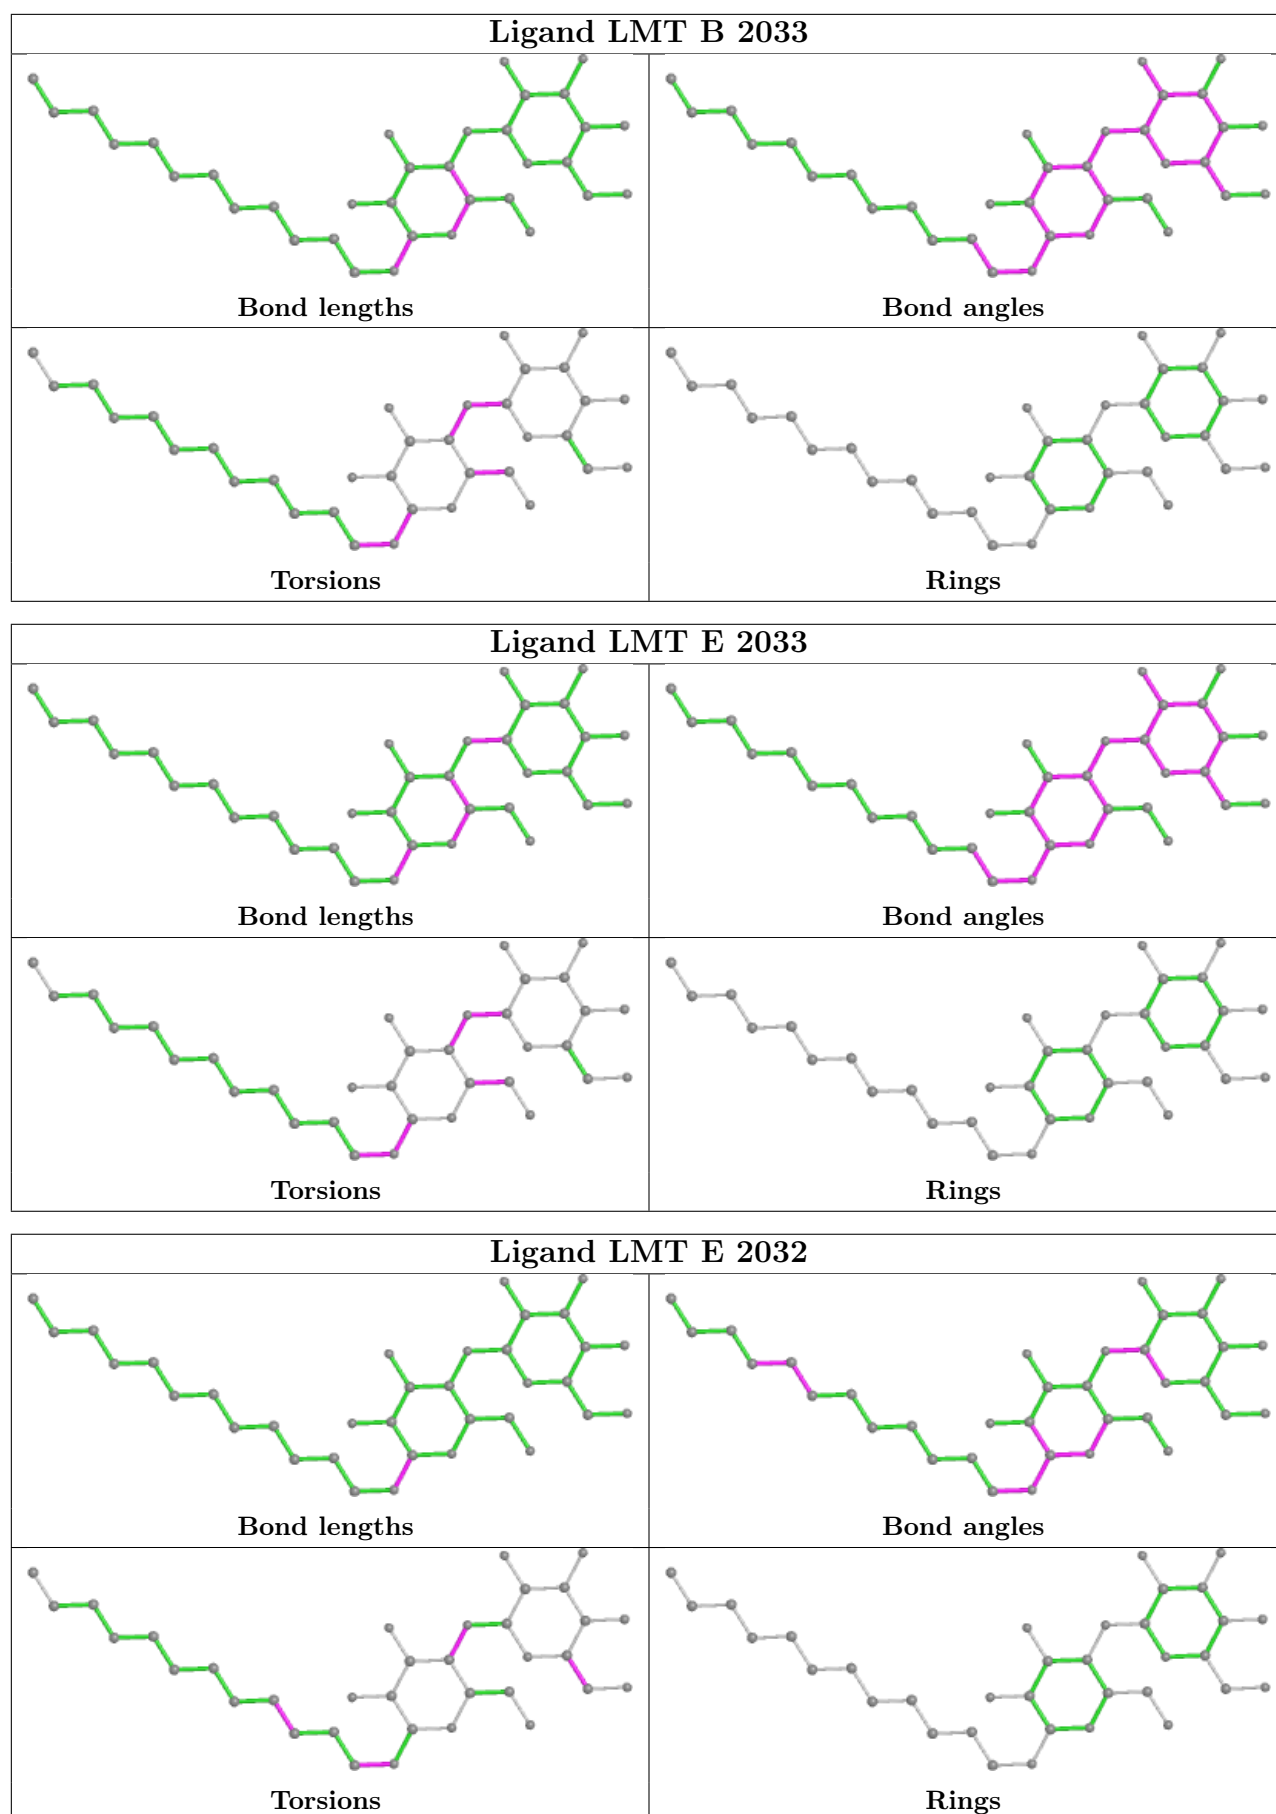 Ligand LMT B 2033
Bond lengths
Bond angles
Torsions
Rings
Ligand LMT E 2033
Bond lengths
Bond angles
Torsions
Rings
Ligand LMT E 2032
Bond lengths
Bond angles
Torsions
Rings